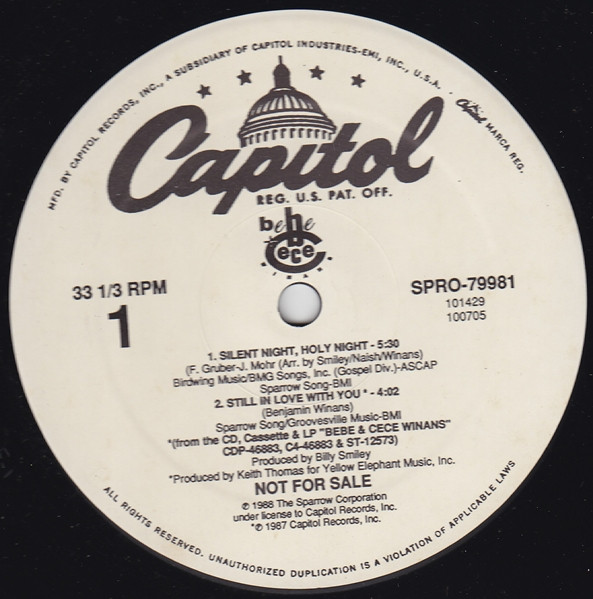 MFD. BY CAPITOL RECORDS, INC., A SUBSIDIARY OF CAPITOL INDUSTRIES-EMI, INC., U.S.A. Capitol MARCA REG.
Capitol
REG. U.S. PAT. OFF.
bebe
cece
WINANS
33 1/3 RPM
1
SPRO-79981
101429
100705
1. SILENT NIGHT, HOLY NIGHT - 5:30
(F. Gruber-J. Mohr (Arr. by Smiley/Naish/Winans)
Birdwing Music/BMG Songs, Inc. (Gospel Div.)-ASCAP
Sparrow Song-BMI
2. STILL IN LOVE WITH YOU * - 4:02
(Benjamin Winans)
Sparrow Song/Groovesville Music-BMI
*(from the CD, Cassette & LP "BEBE & CECE WINANS"
CDP-46883, C4-46883 & ST-12573)
Produced by Billy Smiley
*Produced by Keith Thomas for Yellow Elephant Music, Inc.
NOT FOR SALE
℗ 1988 The Sparrow Corporation
under license to Capitol Records, Inc.
*℗ 1987 Capitol Records, Inc.
ALL RIGHTS RESERVED. UNAUTHORIZED DUPLICATION IS A VIOLATION OF APPLICABLE LAWS